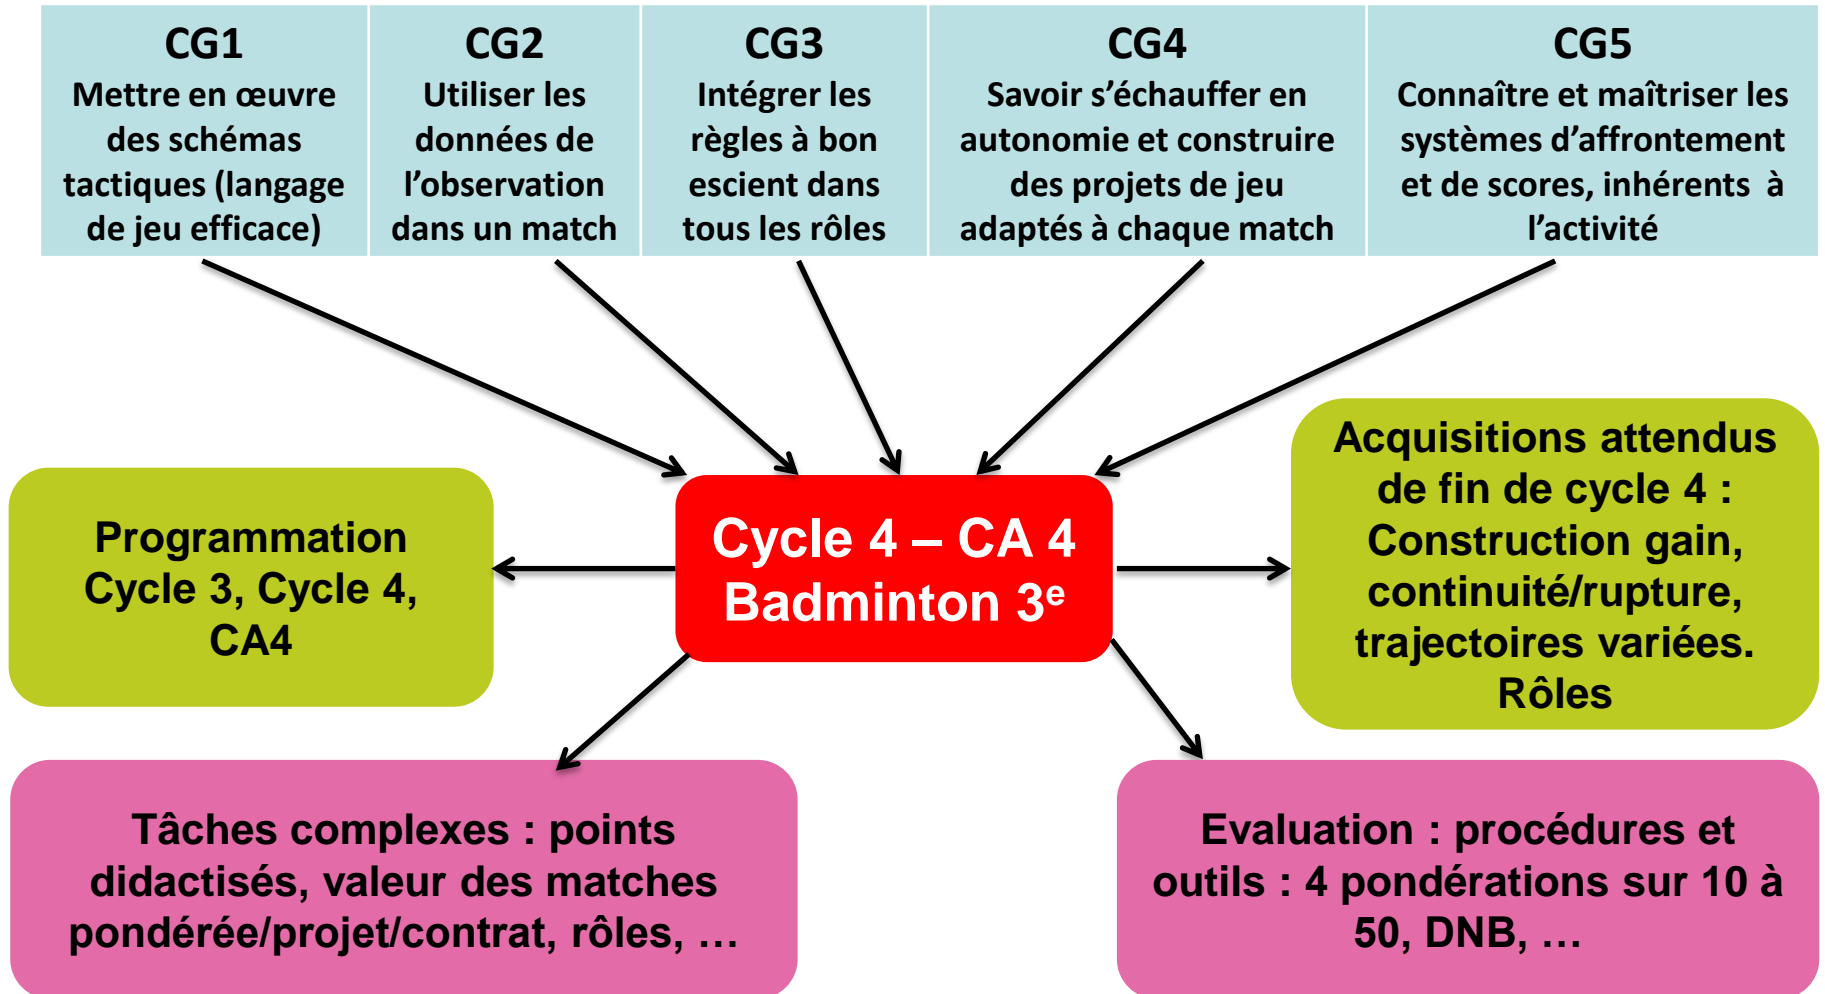 CG1
Mettre en œuvre
des schémas
tactiques (langage
de jeu efficace)
CG2
Utiliser les
données de
l’observation
dans un match
CG3
Intégrer les
règles à bon
escient dans
tous les rôles
CG4
Savoir s’échauffer en
autonomie et construire
des projets de jeu
adaptés à chaque match
CG5
Connaître et maîtriser les
systèmes d’affrontement
et de scores, inhérents à
l’activité
Programmation
Cycle 3, Cycle 4,
CA4
Cycle 4 – CA 4
Badminton 3e
Acquisitions attendus
de fin de cycle 4 :
Construction gain,
continuité/rupture,
trajectoires variées.
Rôles
Tâches complexes : points
didactisés, valeur des matches
pondérée/projet/contrat, rôles, …
Evaluation : procédures et
outils : 4 pondérations sur 10 à
50, DNB, …